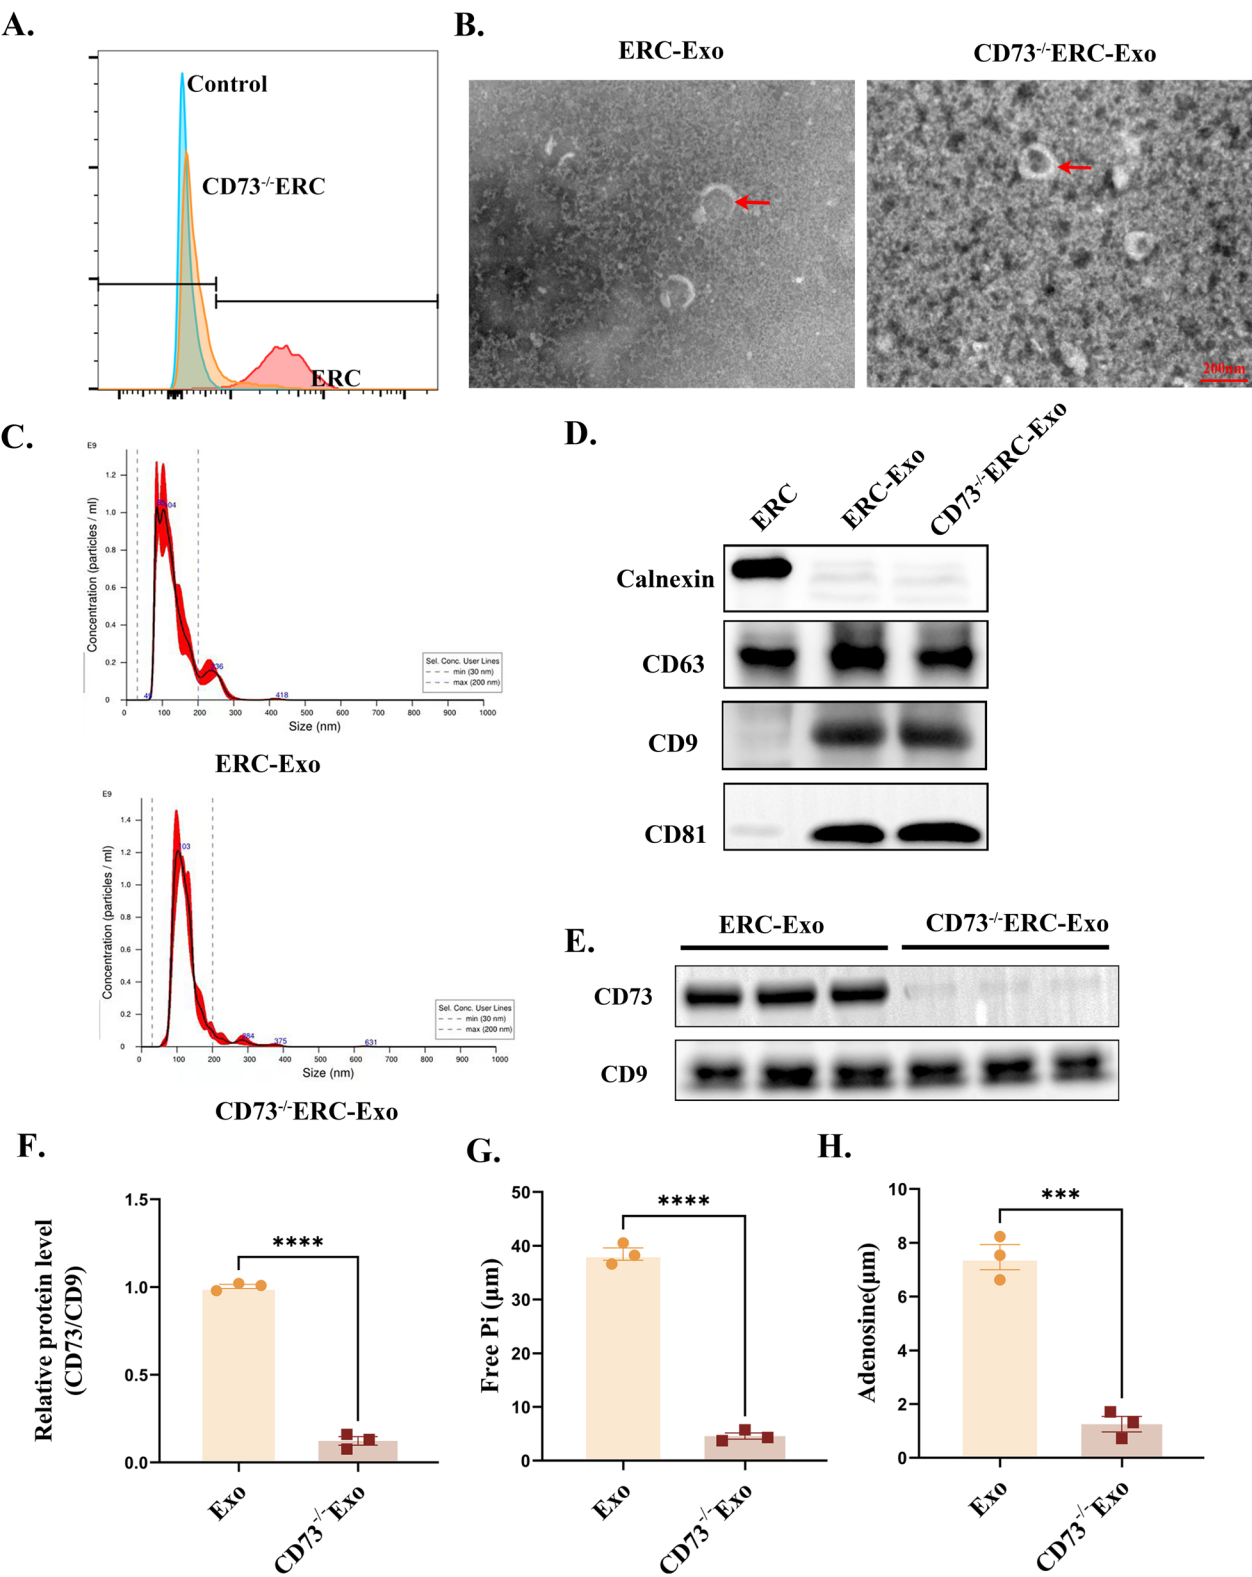 A.
Control
CD73-/-ERC
ERC
B.
ERC-Exo
CD73-/-ERC-Exo
200nm
C.
E9
Concentration (particles / ml)
1.2
1.0
0.8
0.6
0.4
0.2
0
104
236
418
0 100 200 300 400 500 600 700 800 900 1000
Size (nm)
Sel. Conc. User Lines
min (30 nm)
max (200 nm)
ERC-Exo
E9
Concentration (particles / ml)
1.4
1.2
1.0
0.8
0.6
0.4
0.2
0
103
284
375
631
0 100 200 300 400 500 600 700 800 900 1000
Size (nm)
Sel. Conc. User Lines
min (30 nm)
max (200 nm)
CD73-/-ERC-Exo
D.
ERC
ERC-Exo
CD73-/-ERC-Exo
Calnexin
CD63
CD9
CD81
E.
ERC-Exo
CD73-/-ERC-Exo
CD73
CD9
F.
Relative protein level
(CD73/CD9)
1.5
1.0
0.5
0.0
****
Exo
CD73-/-Exo
G.
Free Pi (μm)
50
40
30
20
10
0
****
Exo
CD73-/-Exo
H.
Adenosine(μm)
10
8
6
4
2
0
***
Exo
CD73-/-Exo